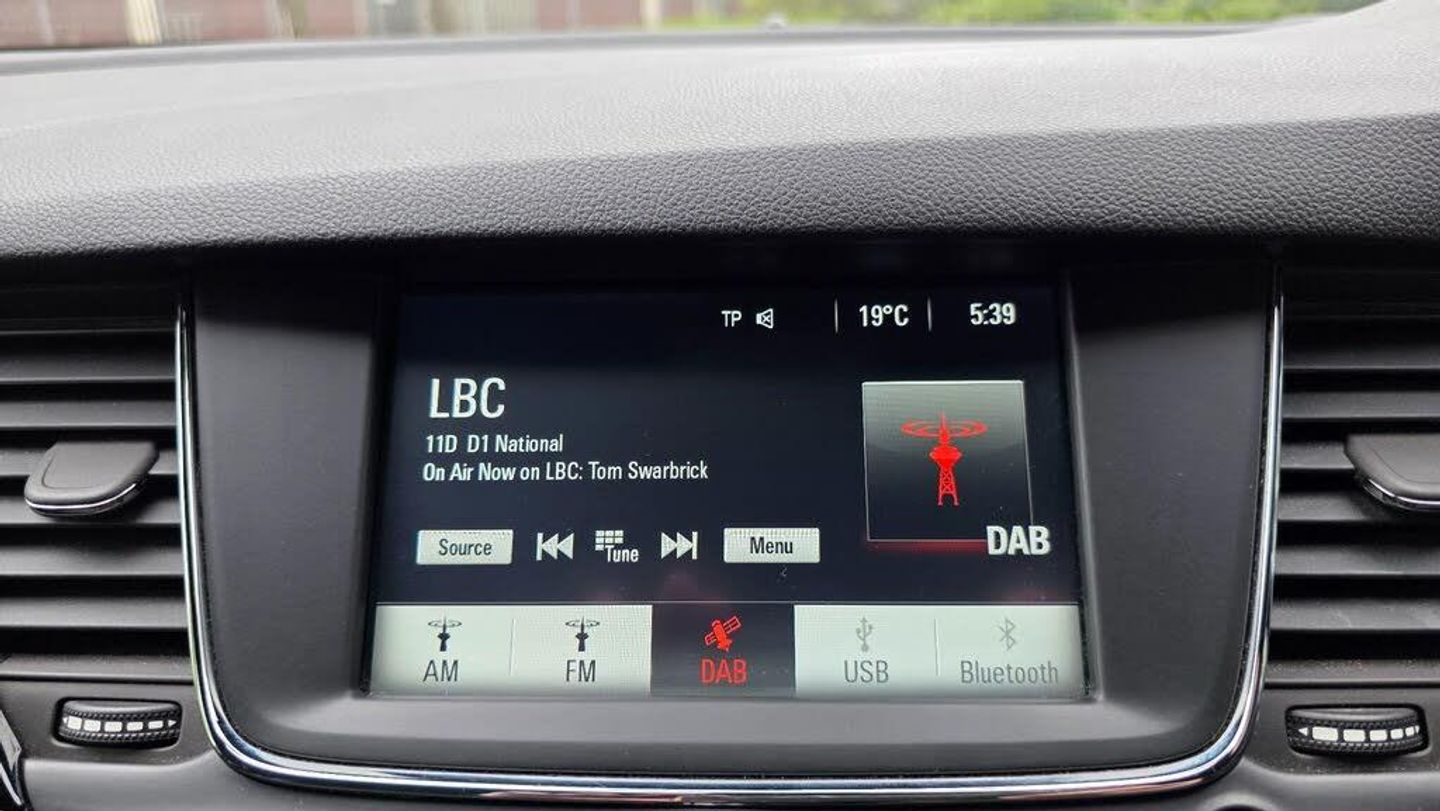 TP 19°C 5:39
LBC
11D D1 National
On Air Now on LBC: Tom Swarbrick
Source Tune Menu
DAB
AM FM DAB USB Bluetooth